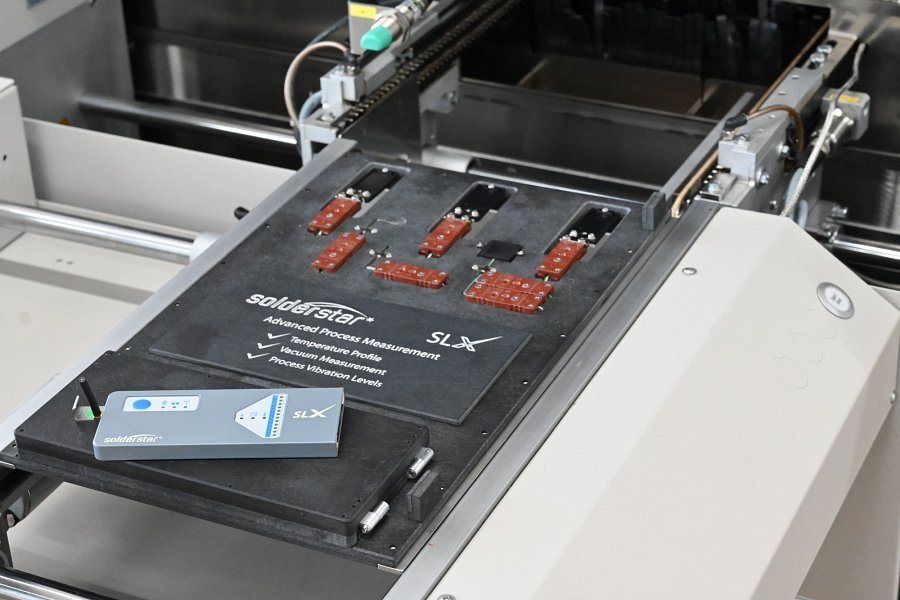 solderstar
Advanced Process Measurement
SLX
Temperature Profile
Vacuum Measurement
Process Vibration Levels
SLX
solderstar